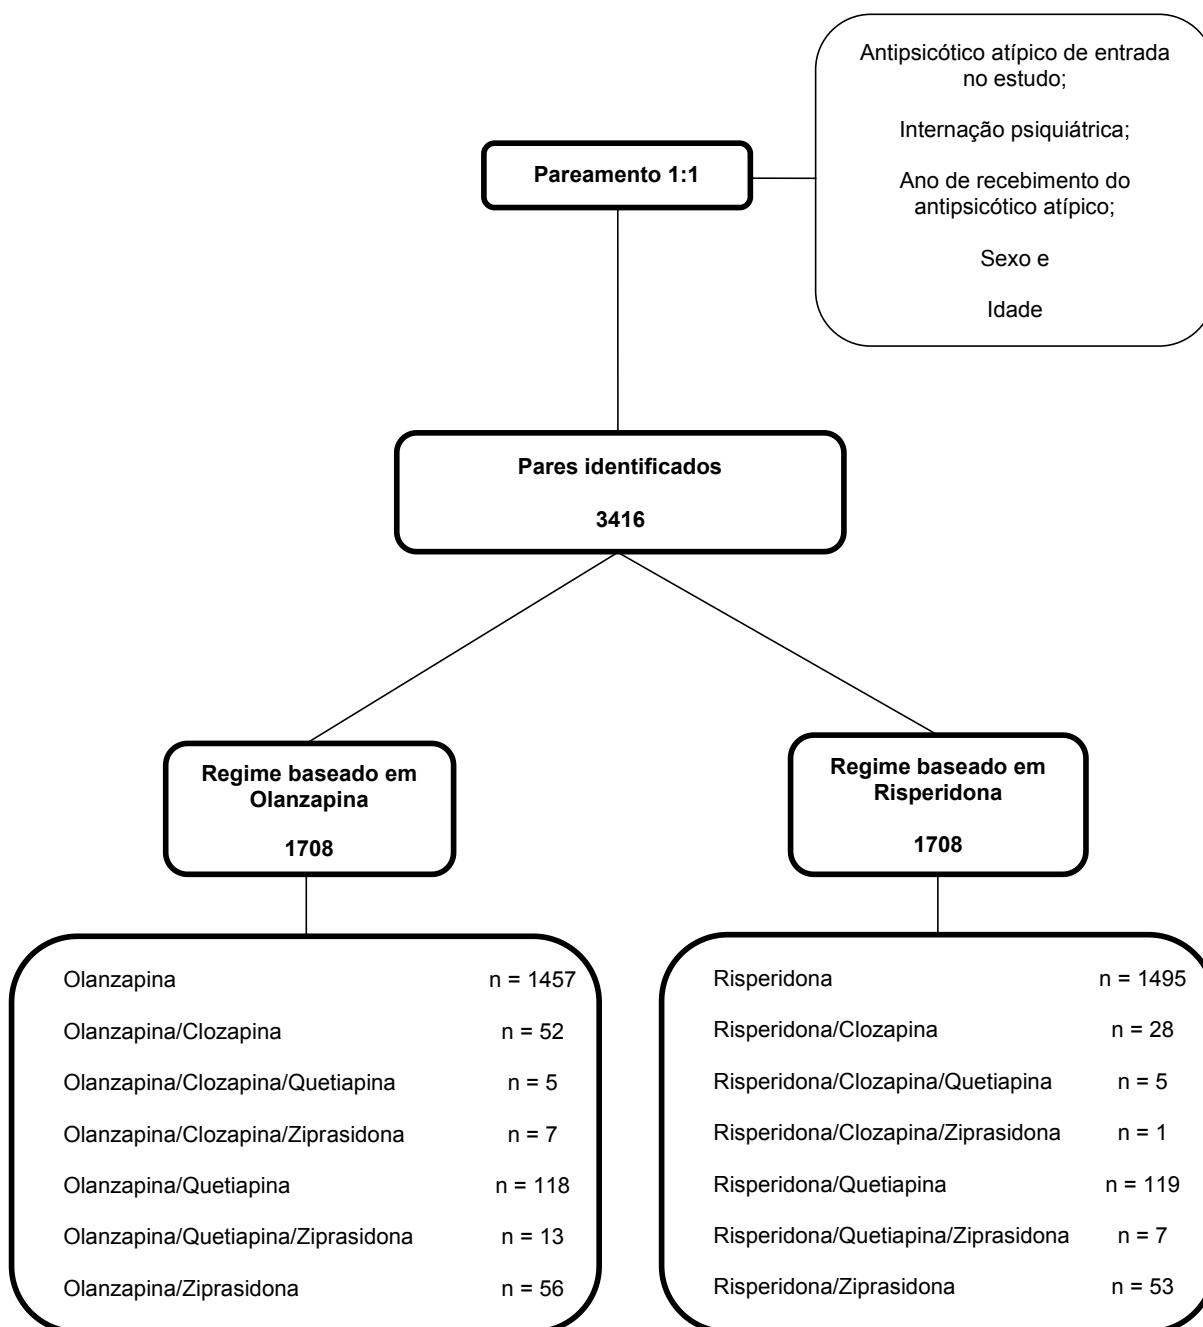 Antipsicótico atípico de entrada
no estudo;
Internação psiquiátrica;
Ano de recebimento do
antipsicótico atípico;
Sexo e
Idade
Pareamento 1:1
Pares identificados
3416
Regime baseado em
Olanzapina
1708
Regime baseado em
Risperidona
1708
Olanzapina n = 1457
Olanzapina/Clozapina n = 52
Olanzapina/Clozapina/Quetiapina n = 5
Olanzapina/Clozapina/Ziprasidona n = 7
Olanzapina/Quetiapina n = 118
Olanzapina/Quetiapina/Ziprasidona n = 13
Olanzapina/Ziprasidona n = 56
Risperidona n = 1495
Risperidona/Clozapina n = 28
Risperidona/Clozapina/Quetiapina n = 5
Risperidona/Clozapina/Ziprasidona n = 1
Risperidona/Quetiapina n = 119
Risperidona/Quetiapina/Ziprasidona n = 7
Risperidona/Ziprasidona n = 53